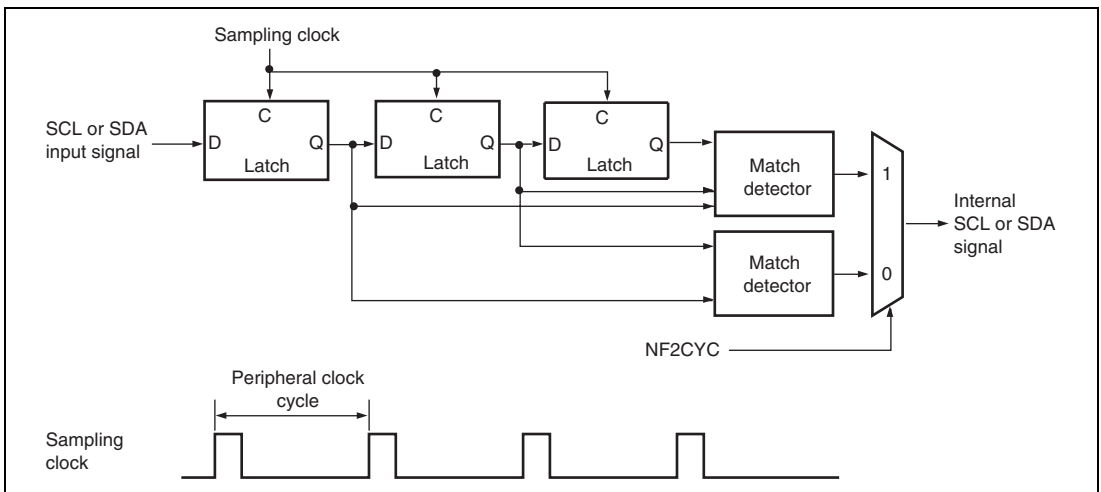 Sampling clock
SCL or SDA
input signal
C
D
Q
Latch
C
D
Q
Latch
C
D
Q
Latch
Match
detector
1
Internal
SCL or SDA
signal
Match
detector
0
NF2CYC
Peripheral clock
cycle
Sampling
clock